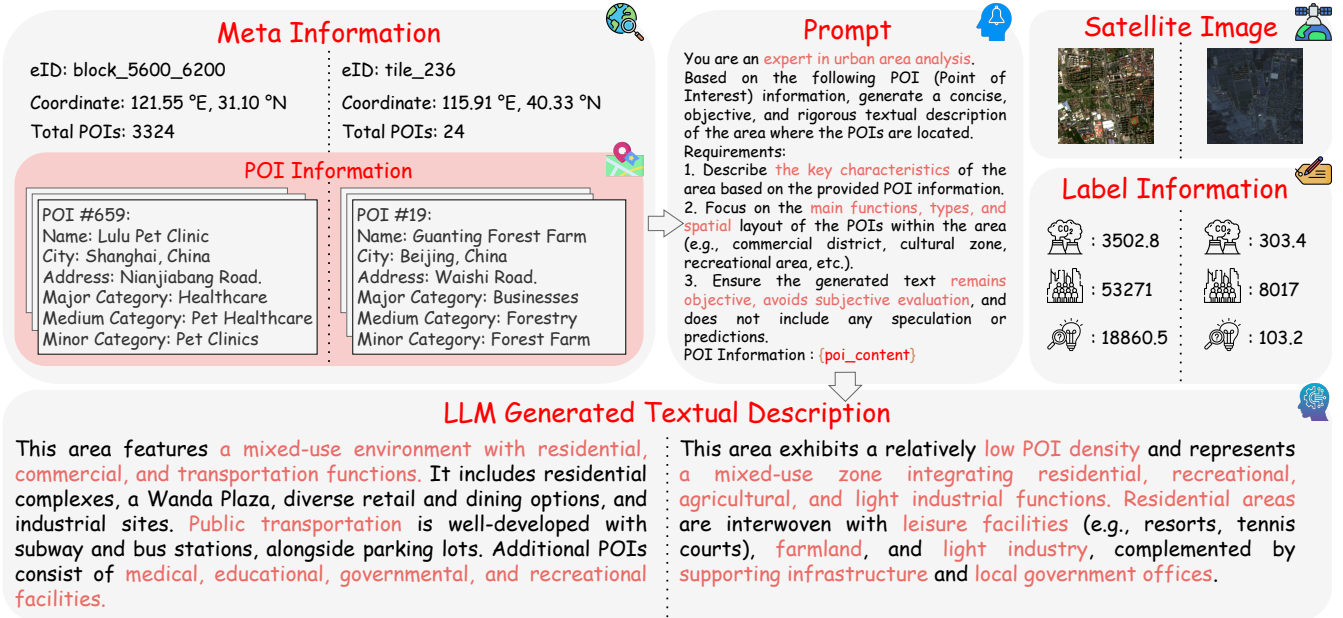 Meta Information
eID: block_5600_6200
Coordinate: 121.55 °E, 31.10 °N
Total POIs: 3324
eID: tile_236
Coordinate: 115.91 °E, 40.33 °N
Total POIs: 24
POI Information
POI #659:
Name: Lulu Pet Clinic
City: Shanghai, China
Address: Nianjiabang Road.
Major Category: Healthcare
Medium Category: Pet Healthcare
Minor Category: Pet Clinics
POI #19:
Name: Guanting Forest Farm
City: Beijing, China
Address: Waishi Road.
Major Category: Businesses
Medium Category: Forestry
Minor Category: Forest Farm
Prompt
You are an expert in urban area analysis.
Based on the following POI (Point of
Interest) information, generate a concise,
objective, and rigorous textual description
of the area where the POIs are located.
Requirements:
1. Describe the key characteristics of the
area based on the provided POI information.
2. Focus on the main functions, types, and
spatial layout of the POIs within the area
(e.g., commercial district, cultural zone,
recreational area, etc.).
3. Ensure the generated text remains
objective, avoids subjective evaluation, and
does not include any speculation or
predictions.
POI Information : {poi_content}
Satellite Image
Label Information
CO2 : 3502.8
CO2 : 303.4
: 53271
: 8017
: 18860.5
: 103.2
LLM Generated Textual Description
This area features a mixed-use environment with residential,
commercial, and transportation functions. It includes residential
complexes, a Wanda Plaza, diverse retail and dining options, and
industrial sites. Public transportation is well-developed with
subway and bus stations, alongside parking lots. Additional POIs
consist of medical, educational, governmental, and recreational
facilities.
This area exhibits a relatively low POI density and represents
a mixed-use zone integrating residential, recreational,
agricultural, and light industrial functions. Residential areas
are interwoven with leisure facilities (e.g., resorts, tennis
courts), farmland, and light industry, complemented by
supporting infrastructure and local government offices.